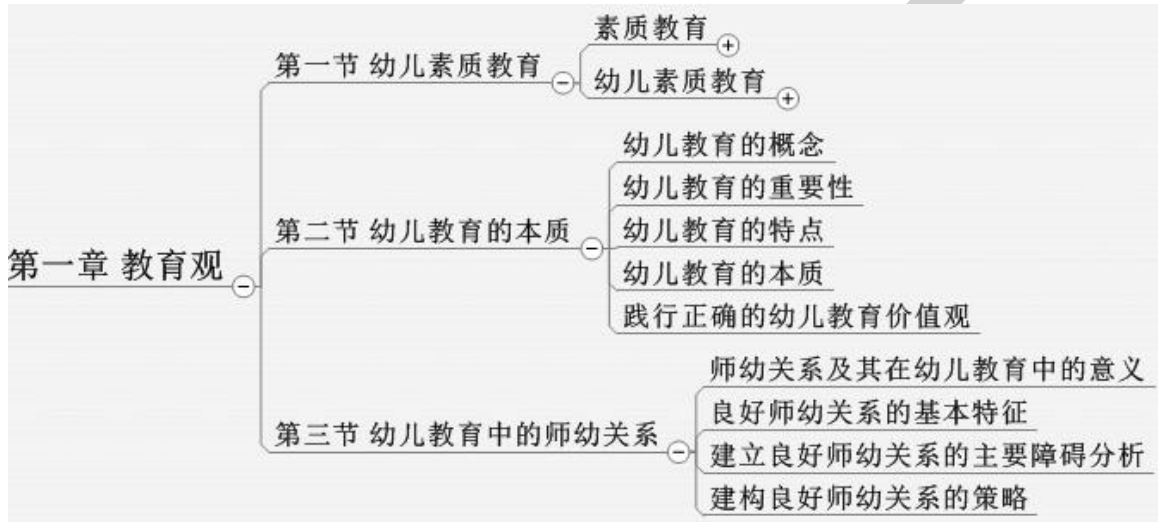 第一章 教育观
第一节 幼儿素质教育
素质教育
幼儿素质教育
第二节 幼儿教育的本质
幼儿教育的概念
幼儿教育的重要性
幼儿教育的特点
幼儿教育的本质
践行正确的幼儿教育价值观
第三节 幼儿教育中的师幼关系
师幼关系及其在幼儿教育中的意义
良好师幼关系的基本特征
建立良好师幼关系的主要障碍分析
建构良好师幼关系的策略